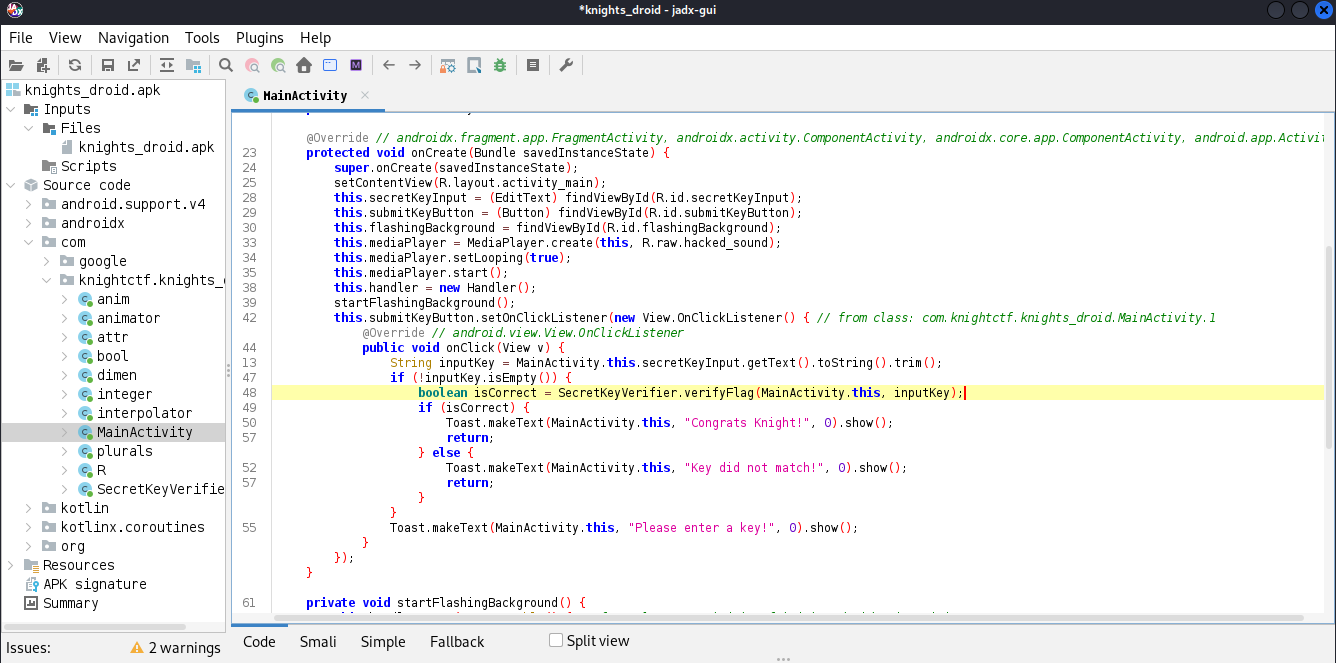 *knights_droid - jadx-gui
File View Navigation Tools Plugins Help
knights_droid.apk
Inputs
Files
knights_droid.apk
Scripts
Source code
android.support.v4
androidx
com
google
knightctf.knights_
anim
animator
attr
bool
dimen
integer
interpolator
MainActivity
plurals
R
SecretKeyVerifie
kotlin
kotlinx.coroutines
org
Resources
APK signature
Summary
Issues: 2 warnings
MainActivity
@Override // androidx.fragment.app.FragmentActivity, androidx.activity.ComponentActivity, androidx.core.app.ComponentActivity, android.app.Activit
23 protected void onCreate(Bundle savedInstanceState) {
24 super.onCreate(savedInstanceState);
25 setContentView(R.layout.activity_main);
28 this.secretKeyInput = (EditText) findViewById(R.id.secretKeyInput);
29 this.submitKeyButton = (Button) findViewById(R.id.submitKeyButton);
30 this.flashingBackground = findViewById(R.id.flashingBackground);
33 this.mediaPlayer = MediaPlayer.create(this, R.raw.hacked_sound);
34 this.mediaPlayer.setLooping(true);
35 this.mediaPlayer.start();
38 this.handler = new Handler();
39 startFlashingBackground();
42 this.submitKeyButton.setOnClickListener(new View.OnClickListener() { // from class: com.knightctf.knights_droid.MainActivity.1
@Override // android.view.View.OnClickListener
44 public void onClick(View v) {
13 String inputKey = MainActivity.this.secretKeyInput.getText().toString().trim();
47 if (!inputKey.isEmpty()) {
48 boolean isCorrect = SecretKeyVerifier.verifyFlag(MainActivity.this, inputKey);
49 if (isCorrect) {
50 Toast.makeText(MainActivity.this, "Congrats Knight!", 0).show();
57 return;
} else {
52 Toast.makeText(MainActivity.this, "Key did not match!", 0).show();
57 return;
}
}
55 Toast.makeText(MainActivity.this, "Please enter a key!", 0).show();
}
});
}
61 private void startFlashingBackground() {
Code Smali Simple Fallback Split view